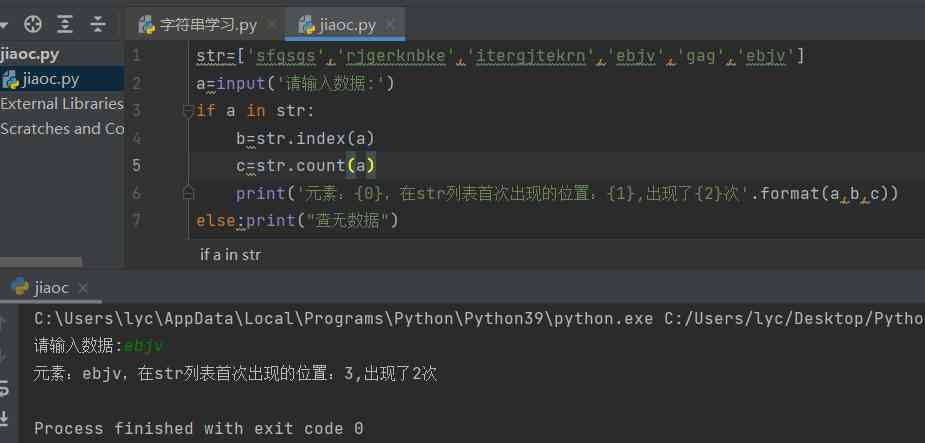 字符串学习.py
jiaoc.py
jiaoc.py
jiaoc.py
External Libraries
Scratches and Co
1 str=['sfgsgs','rjgerknbke','itergjtekrn','ebjv','gag','ebjv']
2 a=input('请输入数据:')
3 if a in str:
4 b=str.index(a)
5 c=str.count(a)
6 print('元素：{0}，在str列表首次出现的位置：{1},出现了{2}次'.format(a,b,c))
7 else:print("查无数据")
if a in str
jiaoc
C:\Users\lyc\AppData\Local\Programs\Python\Python39\python.exe C:/Users/lyc/Desktop/Pytho
请输入数据:ebjv
元素：ebjv，在str列表首次出现的位置：3,出现了2次
Process finished with exit code 0